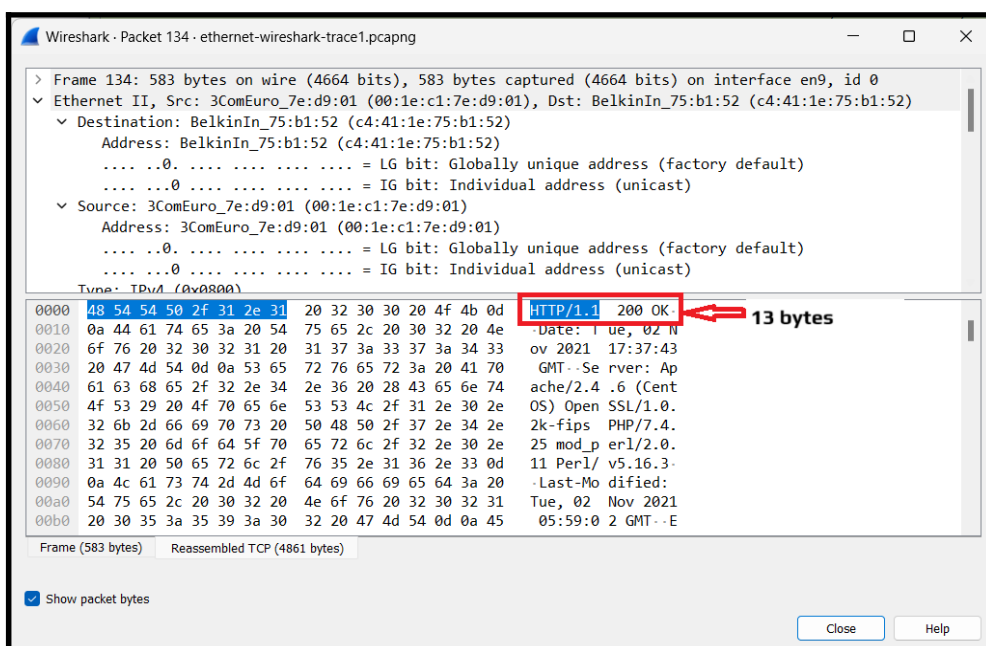 Wireshark · Packet 134 · ethernet-wireshark-trace1.pcapng
> Frame 134: 583 bytes on wire (4664 bits), 583 bytes captured (4664 bits) on interface en9, id 0
Ethernet II, Src: 3ComEuro_7e:d9:01 (00:1e:c1:7e:d9:01), Dst: BelkinIn_75:b1:52 (c4:41:1e:75:b1:52)
Destination: BelkinIn_75:b1:52 (c4:41:1e:75:b1:52)
Address: BelkinIn_75:b1:52 (c4:41:1e:75:b1:52)
.... ..0. .... .... .... .... = LG bit: Globally unique address (factory default)
.... ...0 .... .... .... .... = IG bit: Individual address (unicast)
Source: 3ComEuro_7e:d9:01 (00:1e:c1:7e:d9:01)
Address: 3ComEuro_7e:d9:01 (00:1e:c1:7e:d9:01)
.... ..0. .... .... .... .... = LG bit: Globally unique address (factory default)
.... ...0 .... .... .... .... = IG bit: Individual address (unicast)
Type: IPv4 (0x0800)
0000 48 54 54 50 2f 31 2e 31 20 32 30 30 20 4f 4b 0d HTTP/1.1 200 OK· 13 bytes
0010 0a 44 61 74 65 3a 20 54 75 65 2c 20 30 32 20 4e ·Date: T ue, 02 N
0020 6f 76 20 32 30 32 31 20 31 37 3a 33 37 3a 34 33 ov 2021 17:37:43
0030 20 47 4d 54 0d 0a 53 65 72 76 65 72 3a 20 41 70 GMT··Se rver: Ap
0040 61 63 68 65 2f 32 2e 34 2e 36 20 28 43 65 6e 74 ache/2.4 .6 (Cent
0050 4f 53 29 20 4f 70 65 6e 53 53 4c 2f 31 2e 30 2e OS) Open SSL/1.0.
0060 32 6b 2d 66 69 70 73 20 50 48 50 2f 37 2e 34 2e 2k-fips PHP/7.4.
0070 32 35 20 6d 6f 64 5f 70 65 72 6c 2f 32 2e 30 2e 25 mod_p erl/2.0.
0080 31 31 20 50 65 72 6c 2f 76 35 2e 31 36 2e 33 0d 11 Perl/ v5.16.3·
0090 0a 4c 61 73 74 2d 4d 6f 64 69 66 69 65 64 3a 20 ·Last-Mo dified:
00a0 54 75 65 2c 20 30 32 20 4e 6f 76 20 32 30 32 31 Tue, 02 Nov 2021
00b0 20 30 35 3a 35 39 3a 30 32 20 47 4d 54 0d 0a 45 05:59:0 2 GMT··E
Frame (583 bytes) Reassembled TCP (4861 bytes)
Show packet bytes
Close Help